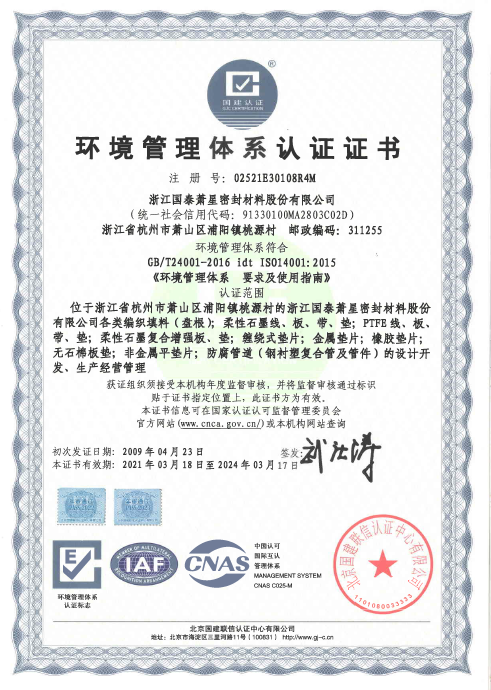 ®
国建认证
GJC CERTIFICATION
环境管理体系认证证书
注 册 号：02521E30108R4M
浙江国泰萧星密封材料股份有限公司
（统一社会信用代码：91330100MA2803C02D）
浙江省杭州市萧山区浦阳镇桃源村 邮政编码：311255
环境管理体系符合
GB/T24001-2016 idt ISO14001:2015
《环境管理体系 要求及使用指南》
认证范围
位于浙江省杭州市萧山区浦阳镇桃源村的浙江国泰萧星密封材料股份
有限公司各类编织填料（盘根）；柔性石墨线、板、带、垫；PTFE线、板、
带、垫；柔性石墨复合增强板、垫；缠绕式垫片；金属垫片；橡胶垫片；
无石棉板垫；非金属平垫片；防腐管道（钢衬塑复合管及管件）的设计开
发、生产经营管理
获证组织须接受本机构年度监督审核，并将监督审核通过标识
贴于证书指定位置上，此证书方为有效。
本证书信息可在国家认证认可监督管理委员会
官方网站(www.cnca.gov.cn/)或本机构网站查询
初次发证日期：2009 年 04 月 23 日
签发：
本证书有效期：2021 年 03 月 18 日至 2024 年 03 月 17 日
环境管理体系
认证标志
MEMBER OF MULTILATERAL
IAF
RECOGNITION ARRANGEMENT
CNAS
中国认可
国际互认
管理体系
MANAGEMENT SYSTEM
CNAS C025-M
北京国建联信认证中心有限公司
1101080033333
北京国建联信认证中心有限公司
地址：北京市海淀区三里河路11号（100831） http://www.gj-c.cn